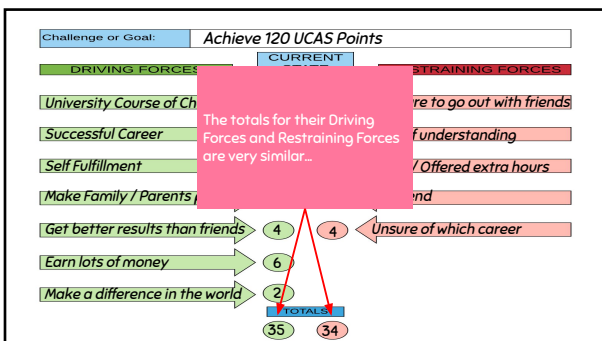 Challenge or Goal: Achieve 120 UCAS Points
CURRENT
DRIVING FORCES
FORCES
University Course of Ch
to go out with friends
The totals for their Driving
Forces and Restraining Forces
are very similar...
Successful Career
understanding
Self Fulfillment
/ Offered extra hours
Make Family / Parents
Get better results than friends 4 4 Unsure of which career
Earn lots of money 6
Make a difference in the world 2
TOTALS
35 34